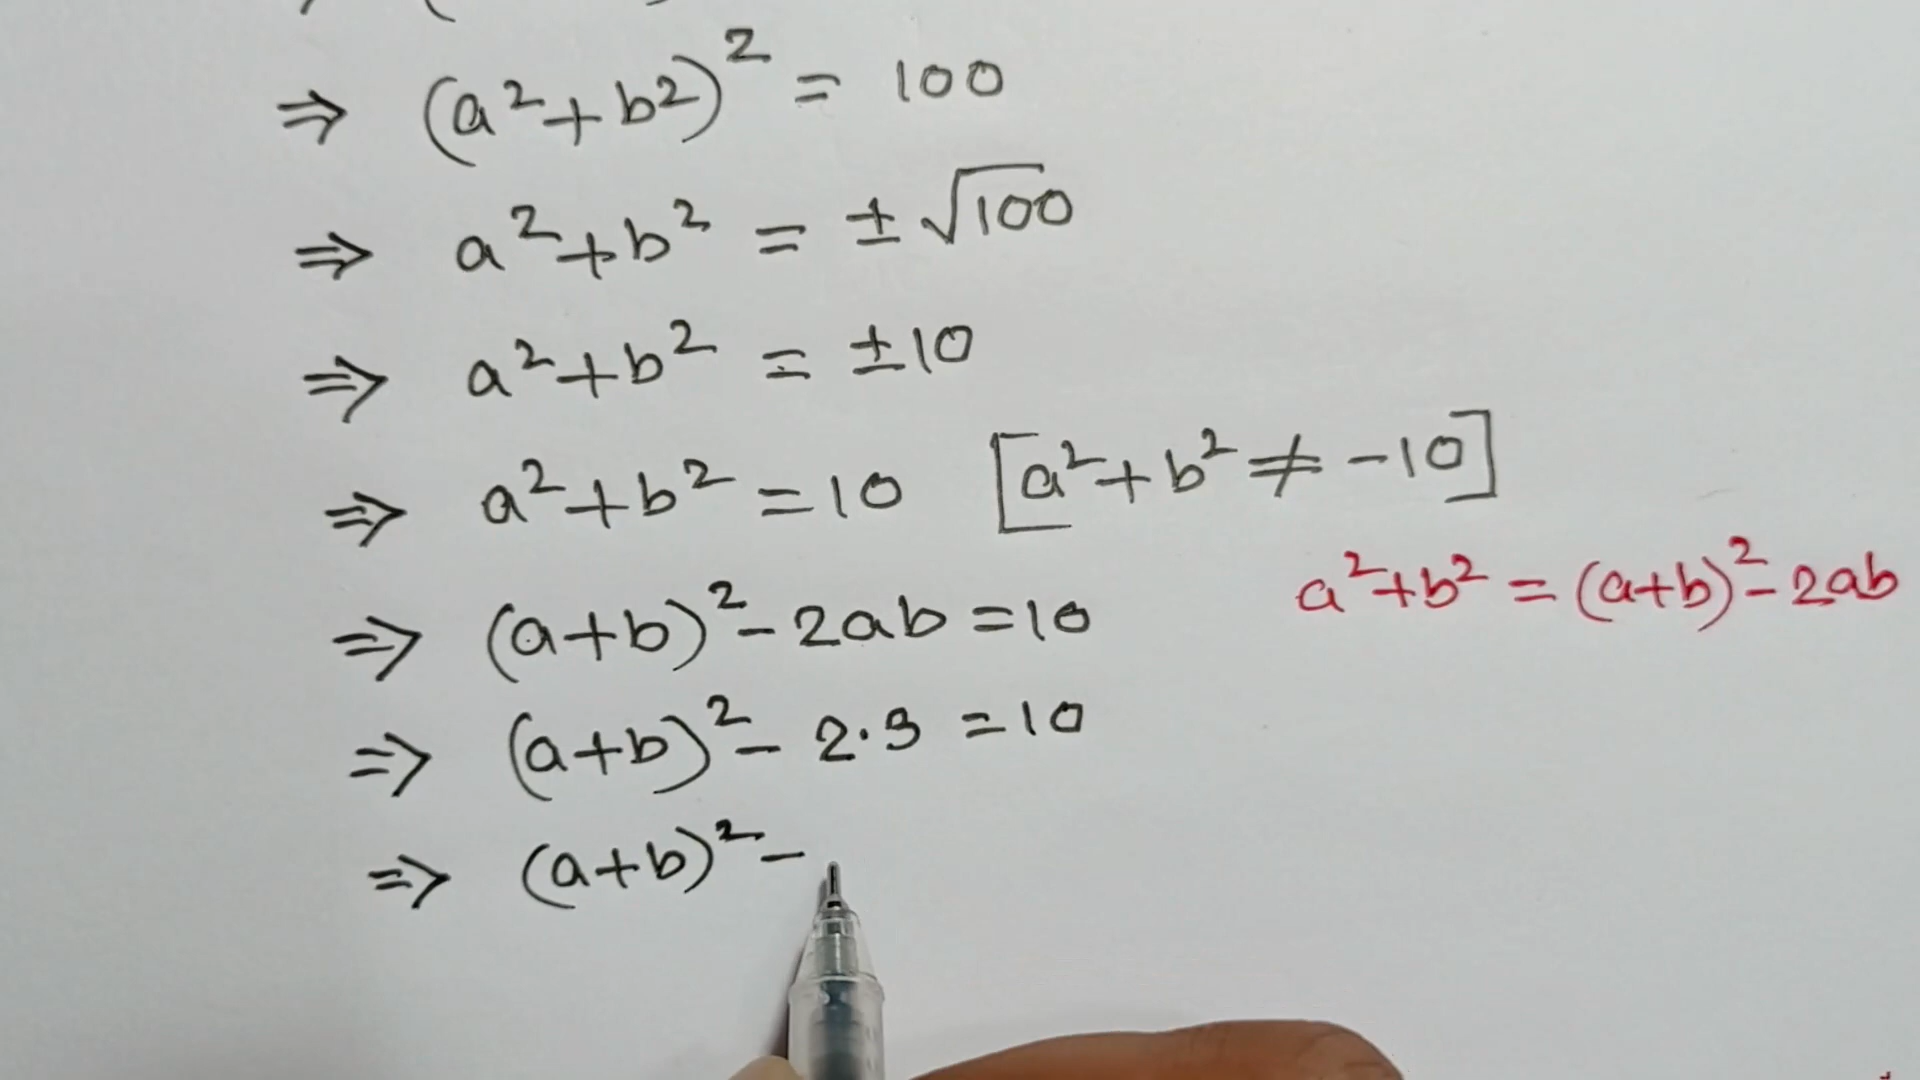 ⇒ (a²+b²)² = 100
⇒ a²+b² = ±√100
⇒ a²+b² = ±10
⇒ a²+b² = 10 [a²+b² ≠ -10]
a²+b² = (a+b)² - 2ab
⇒ (a+b)² - 2ab = 10
⇒ (a+b)² - 2·3 = 10
⇒ (a+b)² -